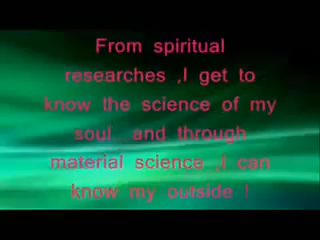 From spiritual
researches ,I get to
know the science of my
soul and through
material science ,I can
know my outside !